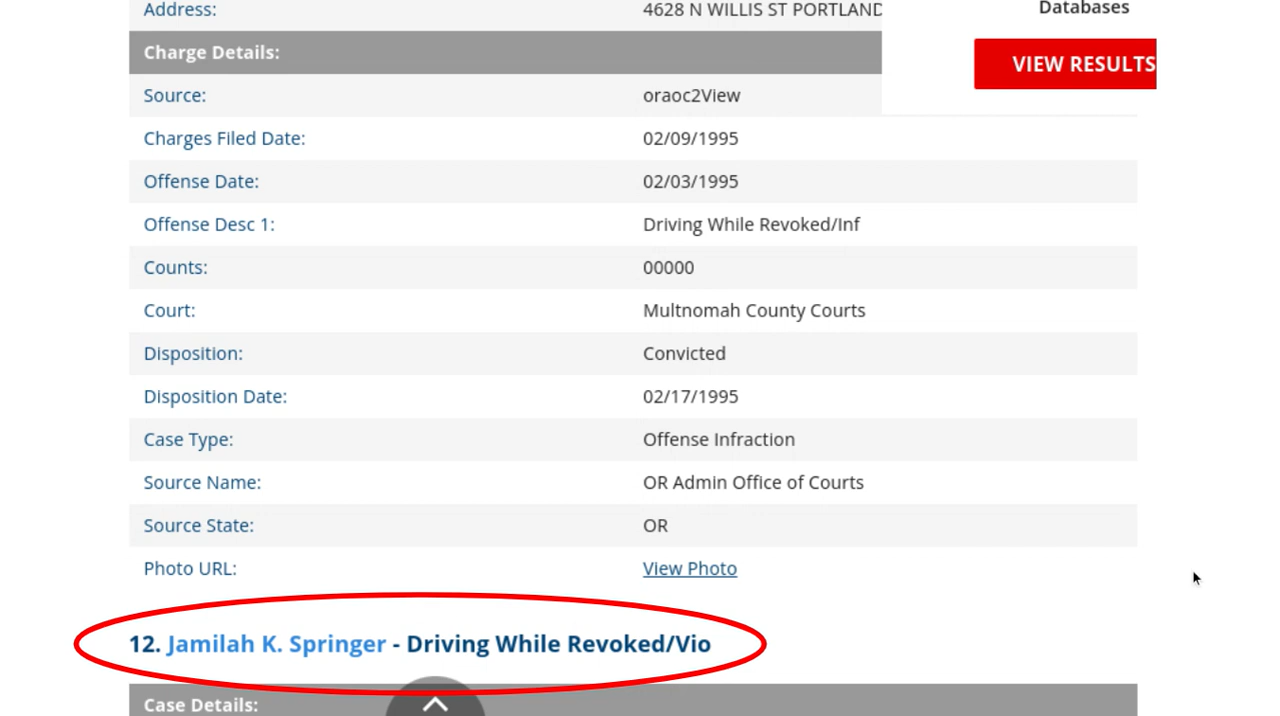 Address: 4628 N WILLIS ST PORTLAND
Databases
Charge Details:
VIEW RESULTS
Source: oraoc2View
Charges Filed Date: 02/09/1995
Offense Date: 02/03/1995
Offense Desc 1: Driving While Revoked/Inf
Counts: 00000
Court: Multnomah County Courts
Disposition: Convicted
Disposition Date: 02/17/1995
Case Type: Offense Infraction
Source Name: OR Admin Office of Courts
Source State: OR
Photo URL: View Photo
12. Jamilah K. Springer - Driving While Revoked/Vio
Case Details: